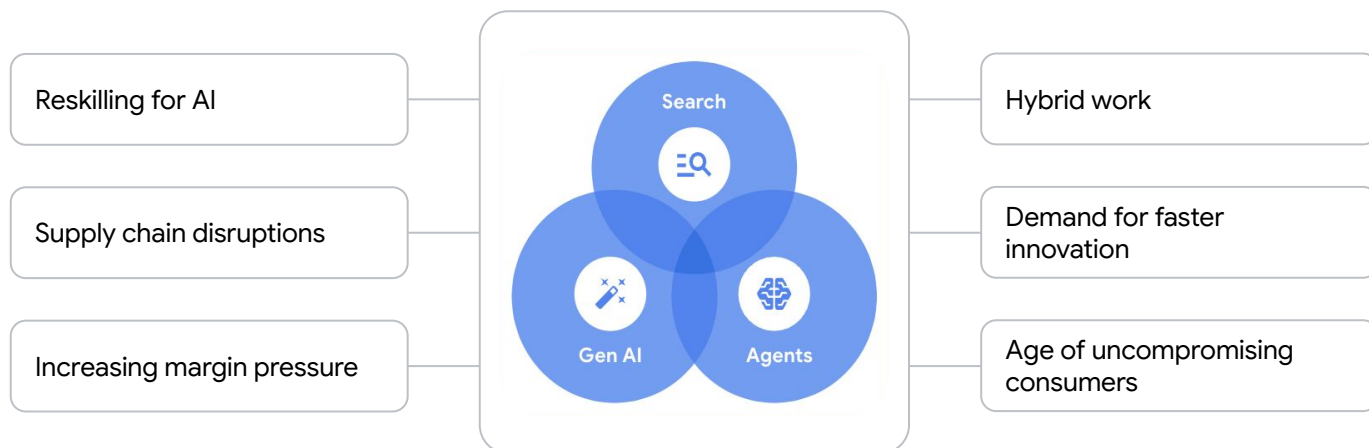 Reskilling for AI
Supply chain disruptions
Increasing margin pressure
Search
Gen AI
Agents
Hybrid work
Demand for faster
innovation
Age of uncompromising
consumers